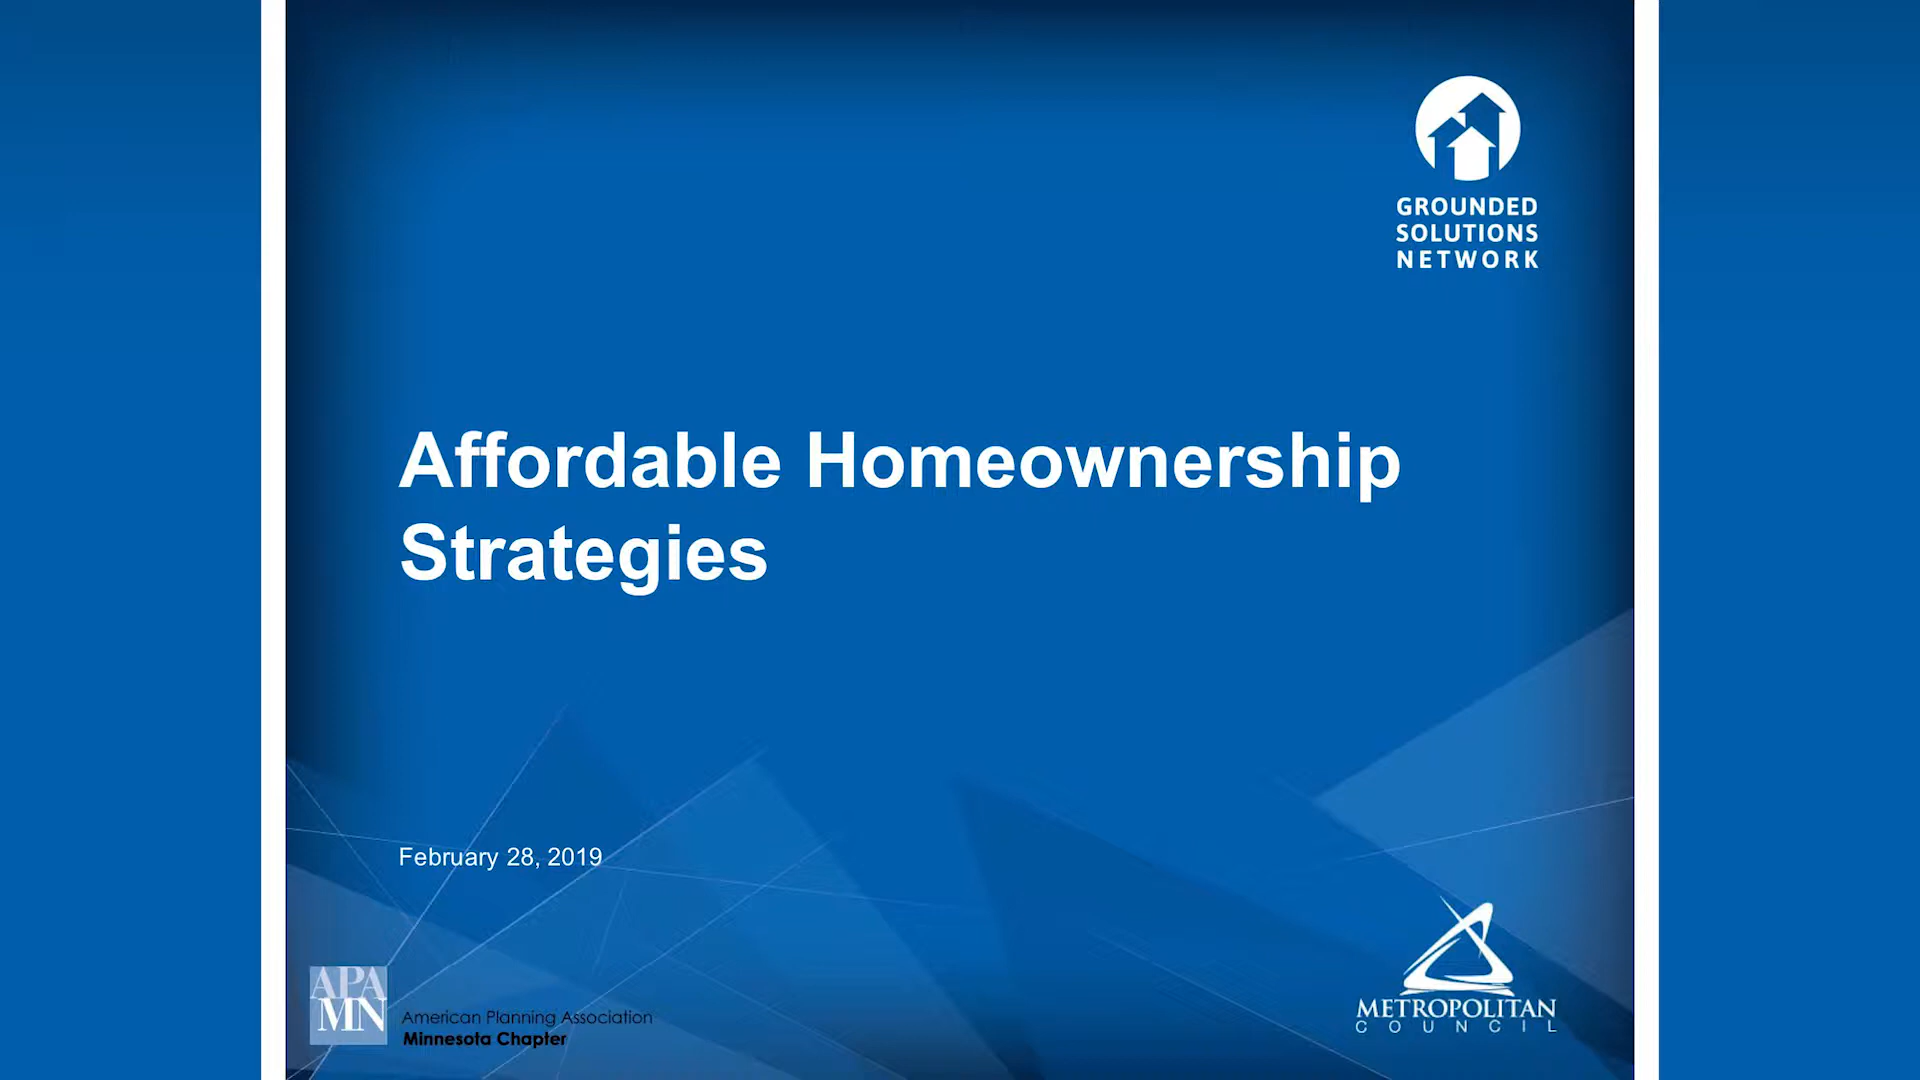 GROUNDED
SOLUTIONS
NETWORK
Affordable Homeownership
Strategies
February 28, 2019
APA
MN
American Planning Association
Minnesota Chapter
METROPOLITAN
COUNCIL